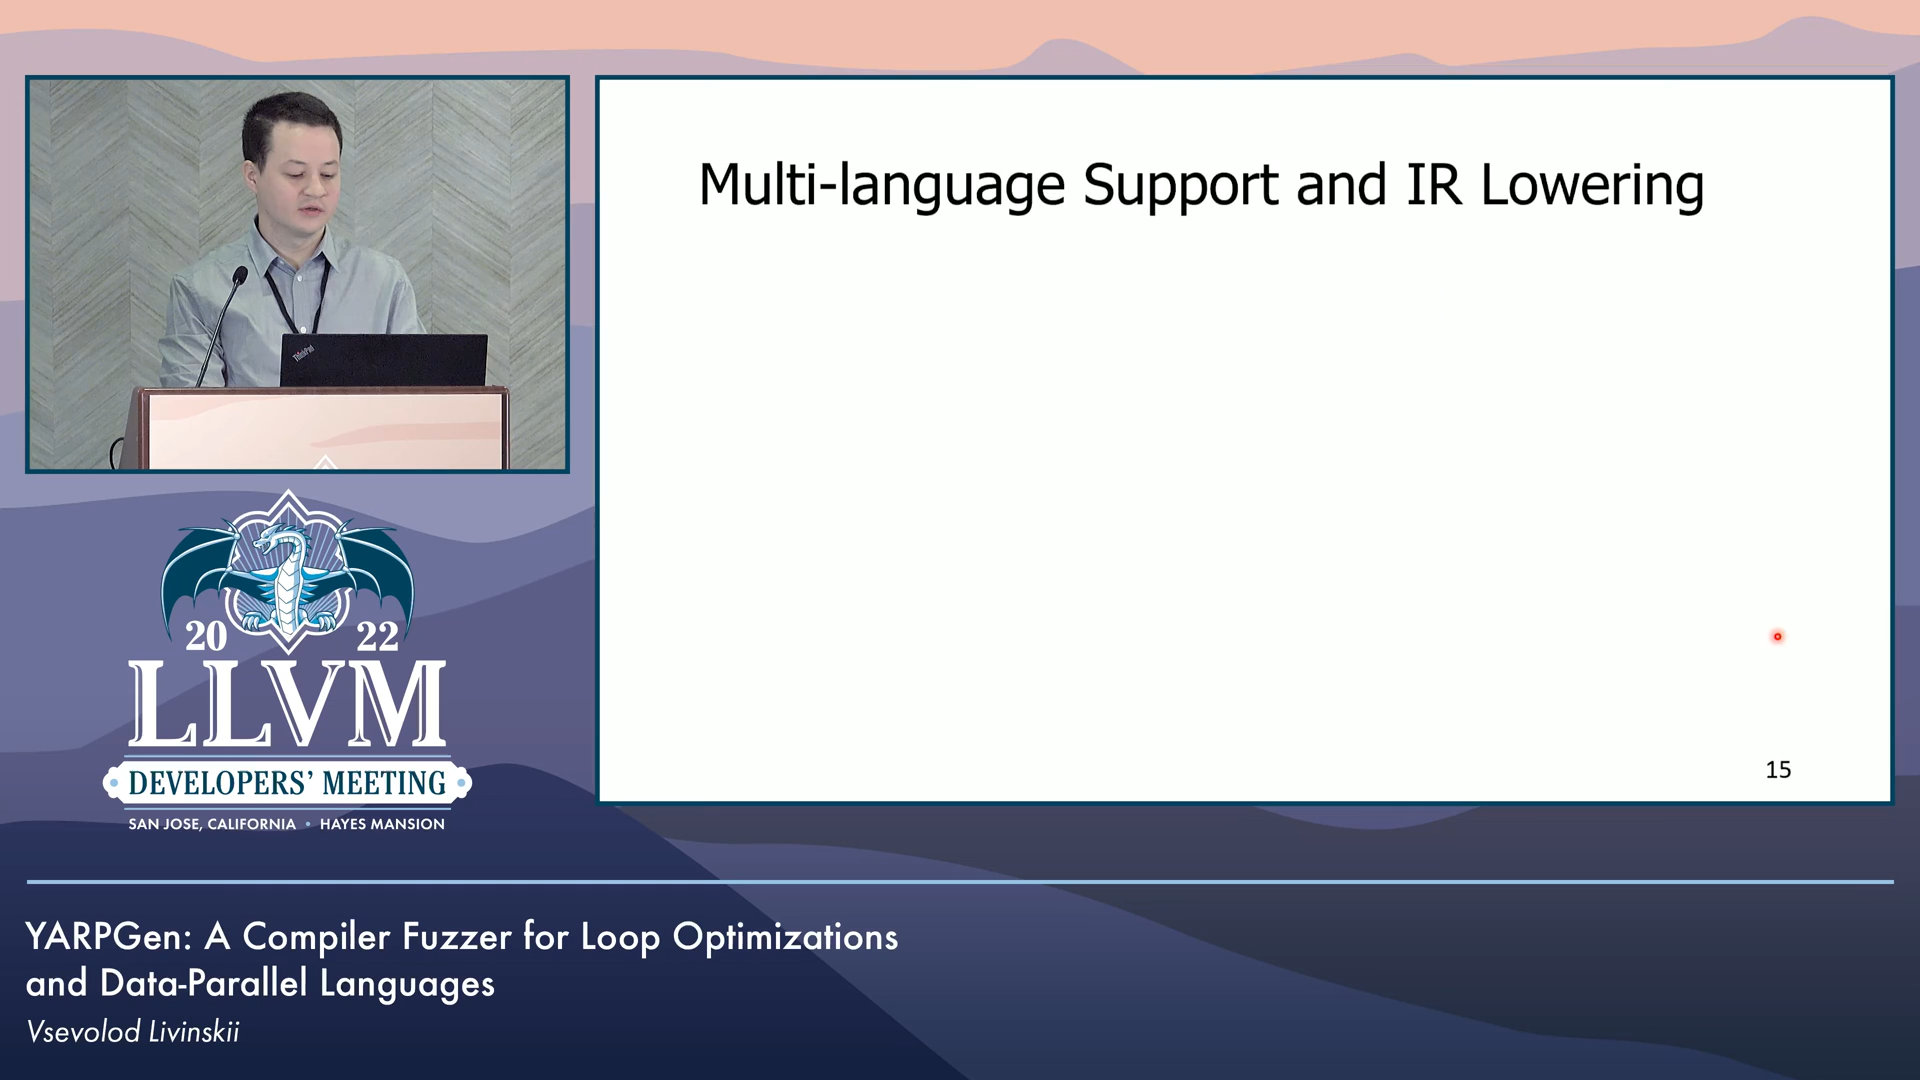 Multi-language Support and IR Lowering
15
ThinkPad
20 22
LLVM
DEVELOPERS' MEETING
SAN JOSE, CALIFORNIA • HAYES MANSION
YARPGen: A Compiler Fuzzer for Loop Optimizations
and Data-Parallel Languages
Vsevolod Livinskii